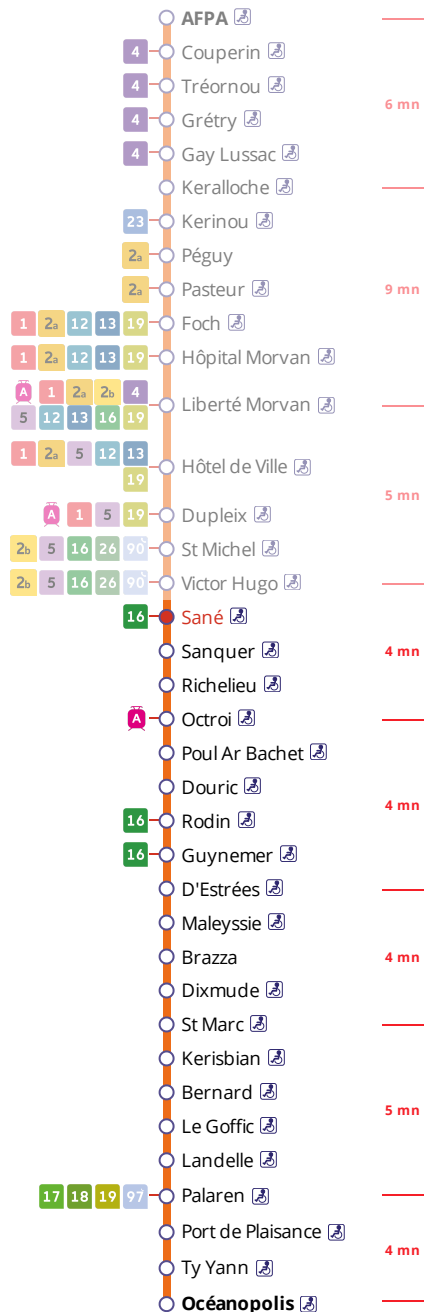 AFPA
4 Couperin
4 Tréornou
4 Grétry
6 mn
4 Gay Lussac
Keralloche
23 Kerinou
2a Péguy
2a Pasteur
9 mn
1 2a 12 13 19 Foch
1 2a 12 13 19 Hôpital Morvan
A 1 2a 2b 4
Liberté Morvan
5 12 13 16 19
1 2a 5 12 13
Hôtel de Ville
19
5 mn
A 1 5 19 Dupleix
2b 5 16 26 90 St Michel
2b 5 16 26 90 Victor Hugo
16 Sané
Sanquer
4 mn
Richelieu
A Octroi
Poul Ar Bachet
Douric
4 mn
16 Rodin
16 Guynemer
D'Estrées
Maleyssie
Brazza
4 mn
Dixmude
St Marc
Kerisbian
Bernard
5 mn
Le Goffic
Landelle
17 18 19 97 Palaren
Port de Plaisance
4 mn
Ty Yann
Océanopolis